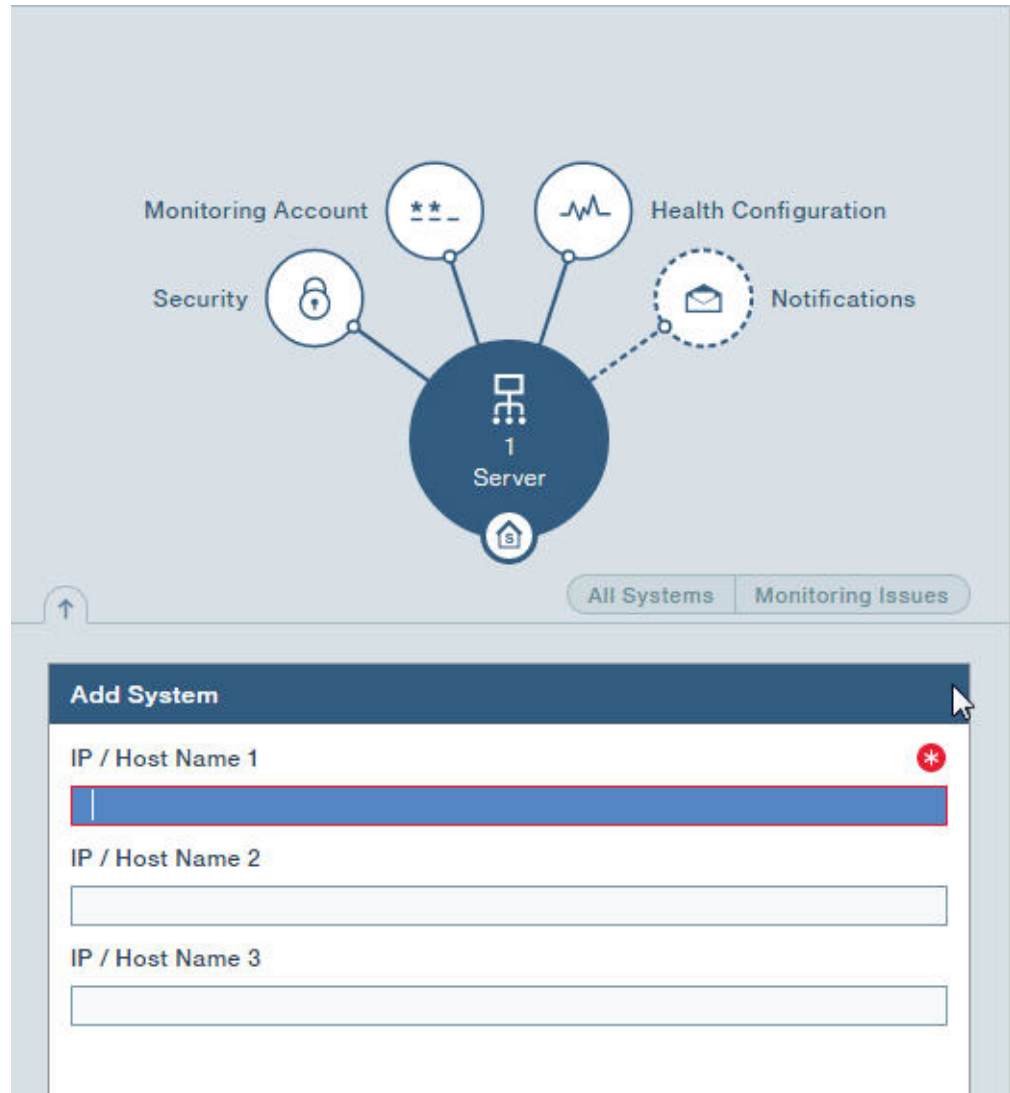 Monitoring Account
**_
Health Configuration
Security
Notifications
1
Server
S
All Systems
Monitoring Issues
Add System
IP / Host Name 1
*
IP / Host Name 2
IP / Host Name 3